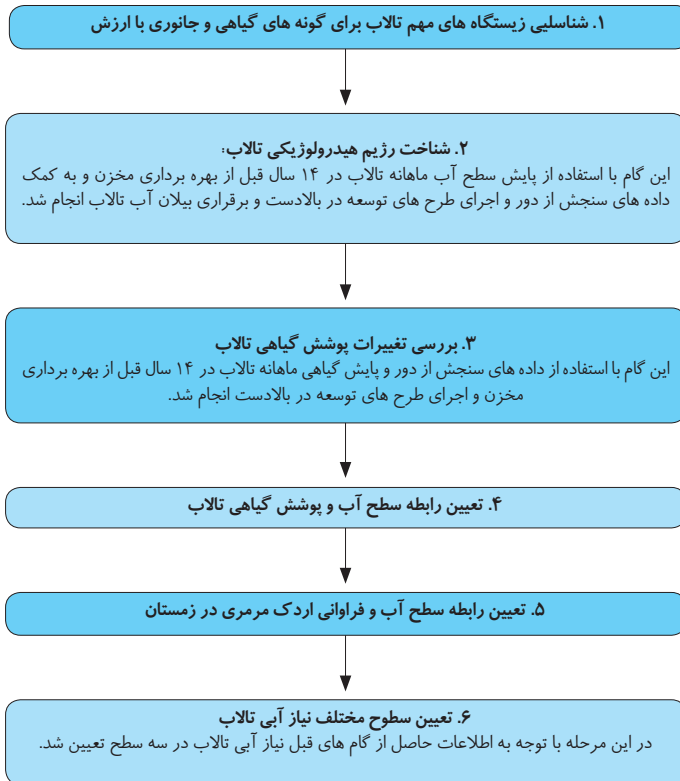 ۱. شناسلیی زیستگاه های مهم تالاب برای گونه های گیاهی و جانوری با ارزش
۲. شناخت رژیم هیدرولوژیکی تالاب:
این گام با استفاده از پایش سطح آب ماهانه تالاب در ۱۴ سال قبل از بهره برداری مخزن و به کمک
داده های سنجش از دور و اجرای طرح های توسعه در بالادست و برقراری بیلان آب تالاب انجام شد.
۳. بررسی تغییرات پوشش گیاهی تالاب
این گام با استفاده از داده های سنجش از دور و پایش گیاهی ماهانه تالاب در ۱۴ سال قبل از بهره برداری
مخزن و اجرای طرح های توسعه در بالادست انجام شد.
۴. تعیین رابطه سطح آب و پوشش گیاهی تالاب
۵. تعیین رابطه سطح آب و فراوانی اردک مرمری در زمستان
۶. تعیین سطوح مختلف نیاز آبی تالاب
در این مرحله با توجه به اطلاعات حاصل از گام های قبل نیاز آبی تالاب در سه سطح تعیین شد.